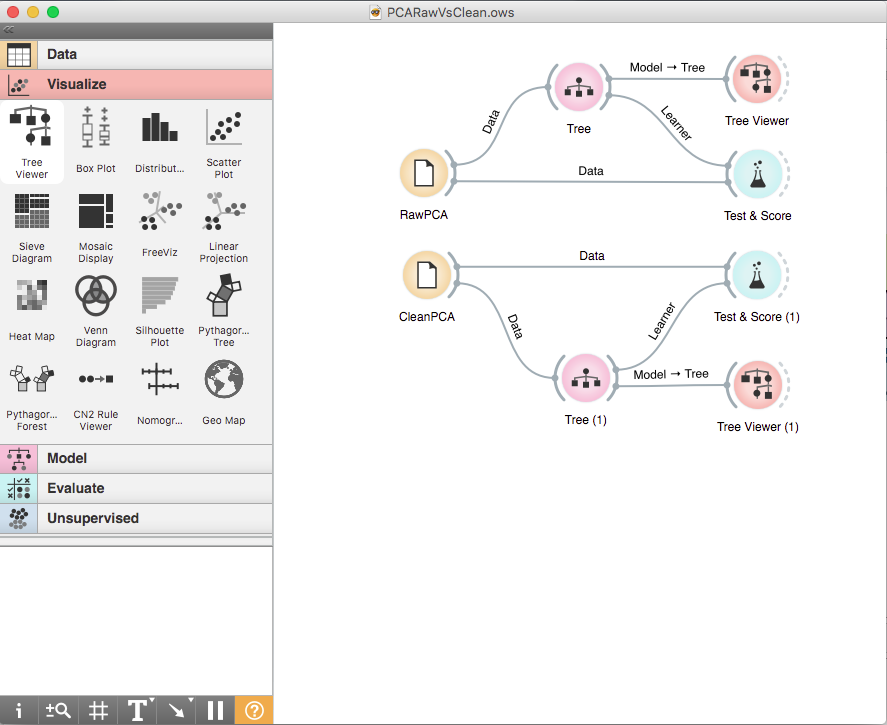 PCARawVsClean.ows
Data
Visualize
Tree
Viewer
Box Plot
Distribut...
Scatter
Plot
Sieve
Diagram
Mosaic
Display
FreeViz
Linear
Projection
Heat Map
Venn
Diagram
Silhouette
Plot
Pythagor...
Tree
Pythagor...
Forest
CN2 Rule
Viewer
Nomogr...
Geo Map
Model
Evaluate
Unsupervised
RawPCA
Data
Tree
Model → Tree
Tree Viewer
Learner
Data
Test & Score
CleanPCA
Data
Test & Score (1)
Data
Learner
Tree (1)
Model → Tree
Tree Viewer (1)
i
T
?